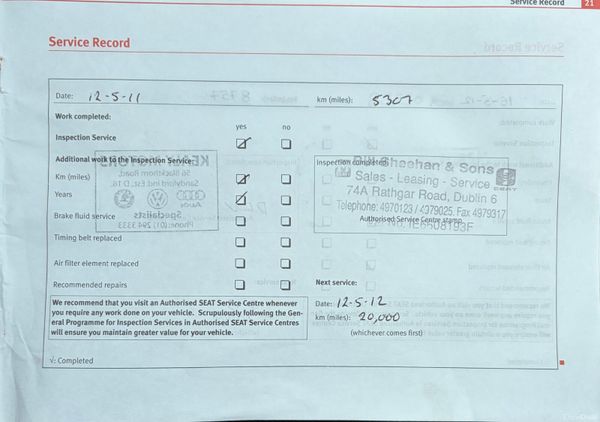 Service Record 21
Service Record
Date: 12-5-11 km (miles): 5307
Work completed:
yes no
Inspection Service
Additional work to the Inspection Service: Inspection completed
Sheehan & Sons
Km (miles) Sales - Leasing - Service
SEAT
Years 74A Rathgar Road, Dublin 6
Telephone: 4970123 / 4979025, Fax 4979317
Brake fluid service Authorised Service Centre stamp
No. IE6508193F
Timing belt replaced
Air filter element replaced
Recommended repairs Next service:
We recommend that you visit an Authorised SEAT Service Centre whenever
you require any work done on your vehicle. Scrupulously following the Gen-
eral Programme for Inspection Services in Authorised SEAT Service Centres
will ensure you maintain greater value for your vehicle.
Date: 12-5-12
km (miles): 20,000
(whichever comes first)
√: Completed